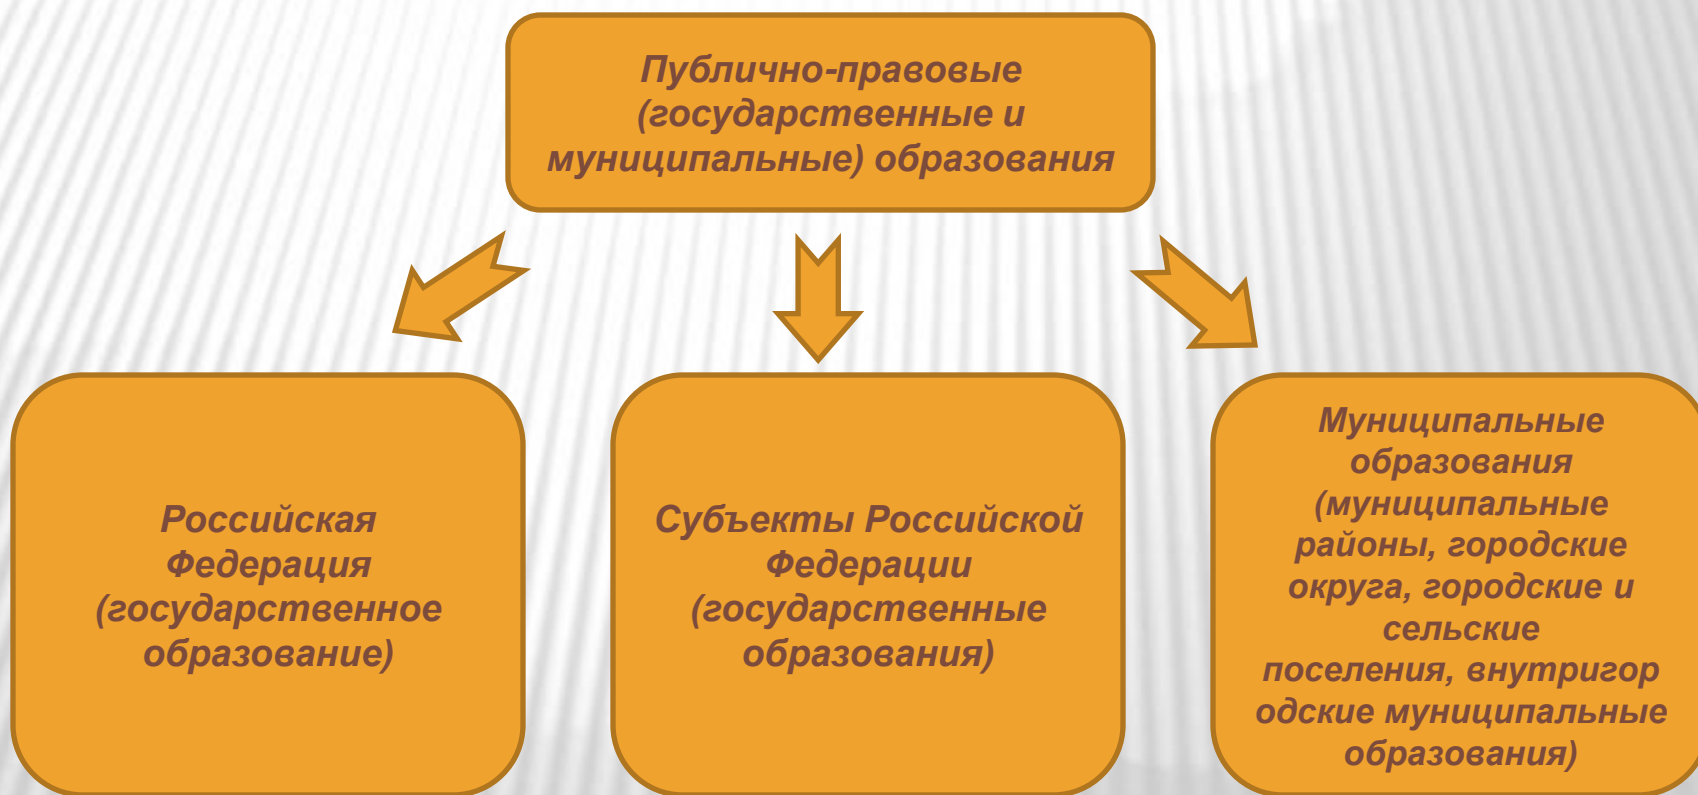 Публично-правовые
(государственные и
муниципальные) образования
Российская
Федерация
(государственное
образование)
Субъекты Российской
Федерации
(государственные
образования)
Муниципальные
образования
(муниципальные
районы, городские
округа, городские и
сельские
поселения, внутригор
одские муниципальные
образования)